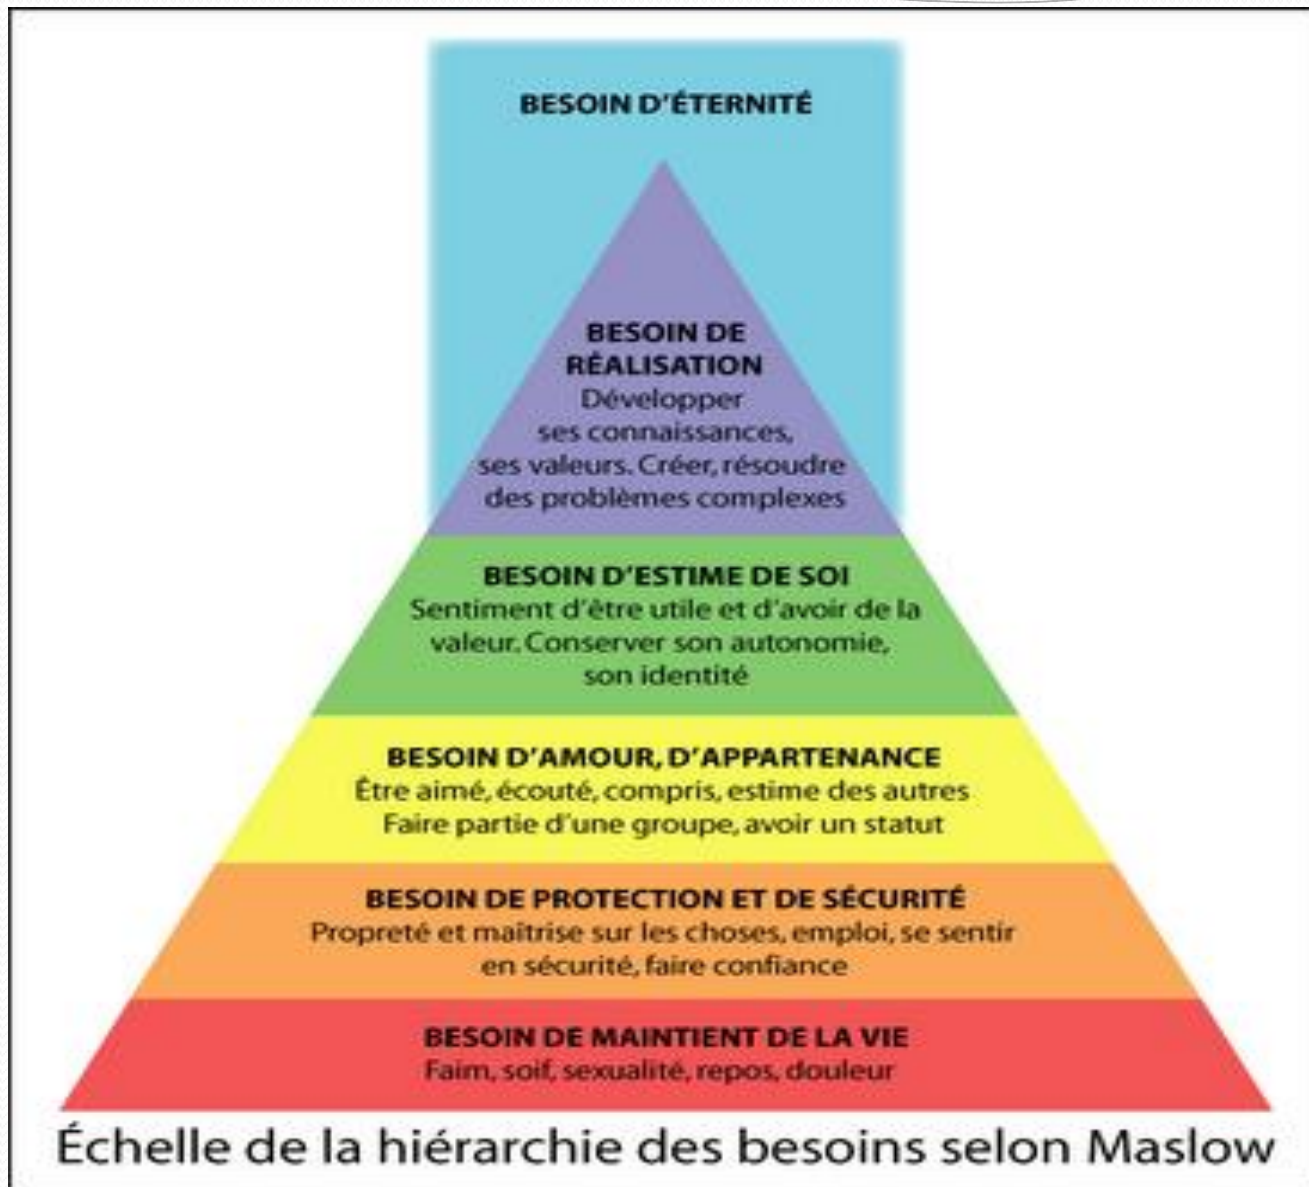 BESOIN D'ÉTERNITÉ
BESOIN DE
RÉALISATION
Développer
ses connaissances,
ses valeurs. Créer, résoudre
des problèmes complexes
BESOIN D'ESTIME DE SOI
Sentiment d'être utile et d'avoir de la
valeur. Conserver son autonomie,
son identité
BESOIN D'AMOUR, D'APPARTENANCE
Être aimé, écouté, compris, estime des autres
Faire partie d'une groupe, avoir un statut
BESOIN DE PROTECTION ET DE SÉCURITÉ
Propreté et maîtrise sur les choses, emploi, se sentir
en sécurité, faire confiance
BESOIN DE MAINTIENT DE LA VIE
Faim, soif, sexualité, repos, douleur
Échelle de la hiérarchie des besoins selon Maslow